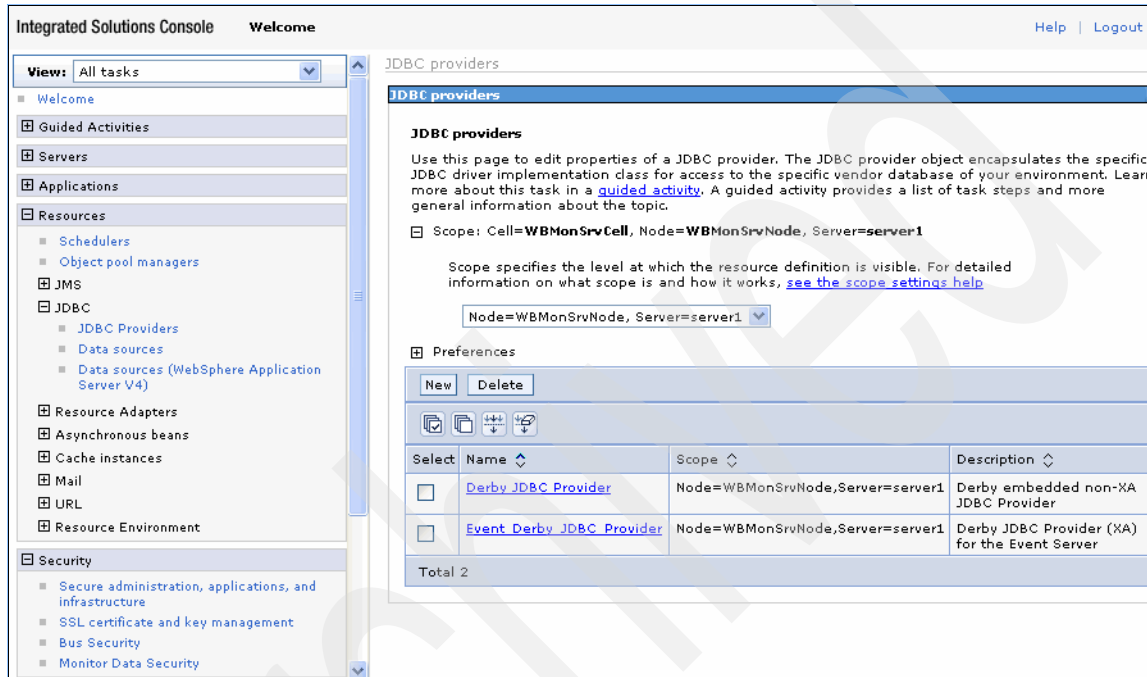 Integrated Solutions Console Welcome Help | Logout
View: All tasks
Welcome
Guided Activities
Servers
Applications
Resources
Schedulers
Object pool managers
JMS
JDBC
JDBC Providers
Data sources
Data sources (WebSphere Application
Server V4)
Resource Adapters
Asynchronous beans
Cache instances
Mail
URL
Resource Environment
Security
Secure administration, applications, and
infrastructure
SSL certificate and key management
Bus Security
Monitor Data Security
JDBC providers
JDBC providers
JDBC providers
Use this page to edit properties of a JDBC provider. The JDBC provider object encapsulates the specific
JDBC driver implementation class for access to the specific vendor database of your environment. Lear
more about this task in a guided activity. A guided activity provides a list of task steps and more
general information about the topic.
Scope: Cell=WBMonSrvCell, Node=WBMonSrvNode, Server=server1
Scope specifies the level at which the resource definition is visible. For detailed
information on what scope is and how it works, see the scope settings help
Node=WBMonSrvNode, Server=server1
Preferences
New Delete
Select Name Scope Description
Derby JDBC Provider Node=WBMonSrvNode,Server=server1 Derby embedded non-XA
JDBC Provider
Event Derby JDBC Provider Node=WBMonSrvNode,Server=server1 Derby JDBC Provider (XA)
for the Event Server
Total 2